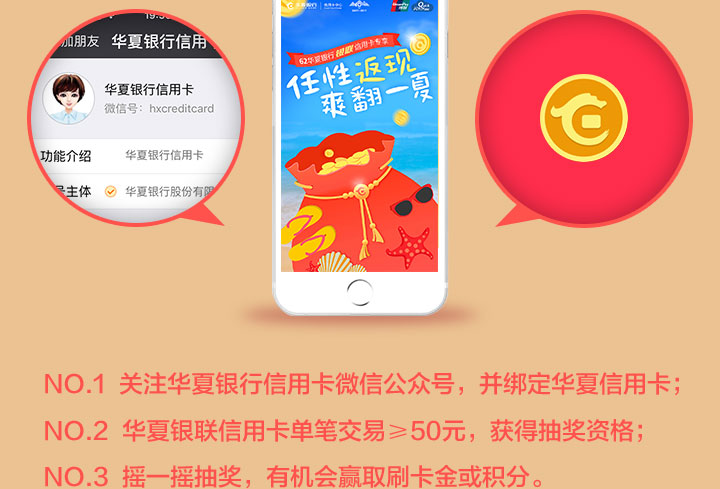 19:30
加朋友 华夏银行信用
华夏银行信用卡
微信号：hxcreditcard
功能介绍 华夏银行信用卡
号主体 华夏银行股份有限
华夏银行 信用卡中心
62华夏银行 银联 信用卡专享
任性返现
爽翻一夏
NO.1 关注华夏银行信用卡微信公众号，并绑定华夏信用卡；
NO.2 华夏银联信用卡单笔交易≥50元，获得抽奖资格；
NO.3 摇一摇抽奖，有机会赢取刷卡金或积分。